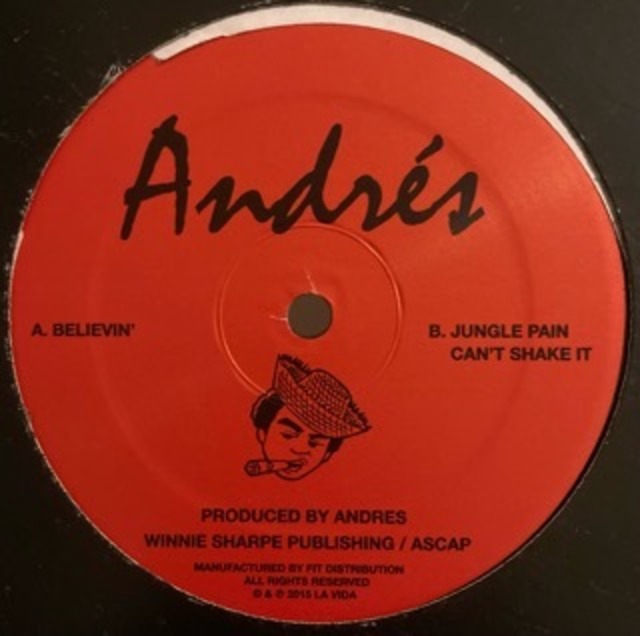 Andrés
A. BELIEVIN'
B. JUNGLE PAIN
CAN'T SHAKE IT
PRODUCED BY ANDRES
WINNIE SHARPE PUBLISHING / ASCAP
MANUFACTURED BY FIT DISTRIBUTION
ALL RIGHTS RESERVED
© & ℗ 2015 LA VIDA